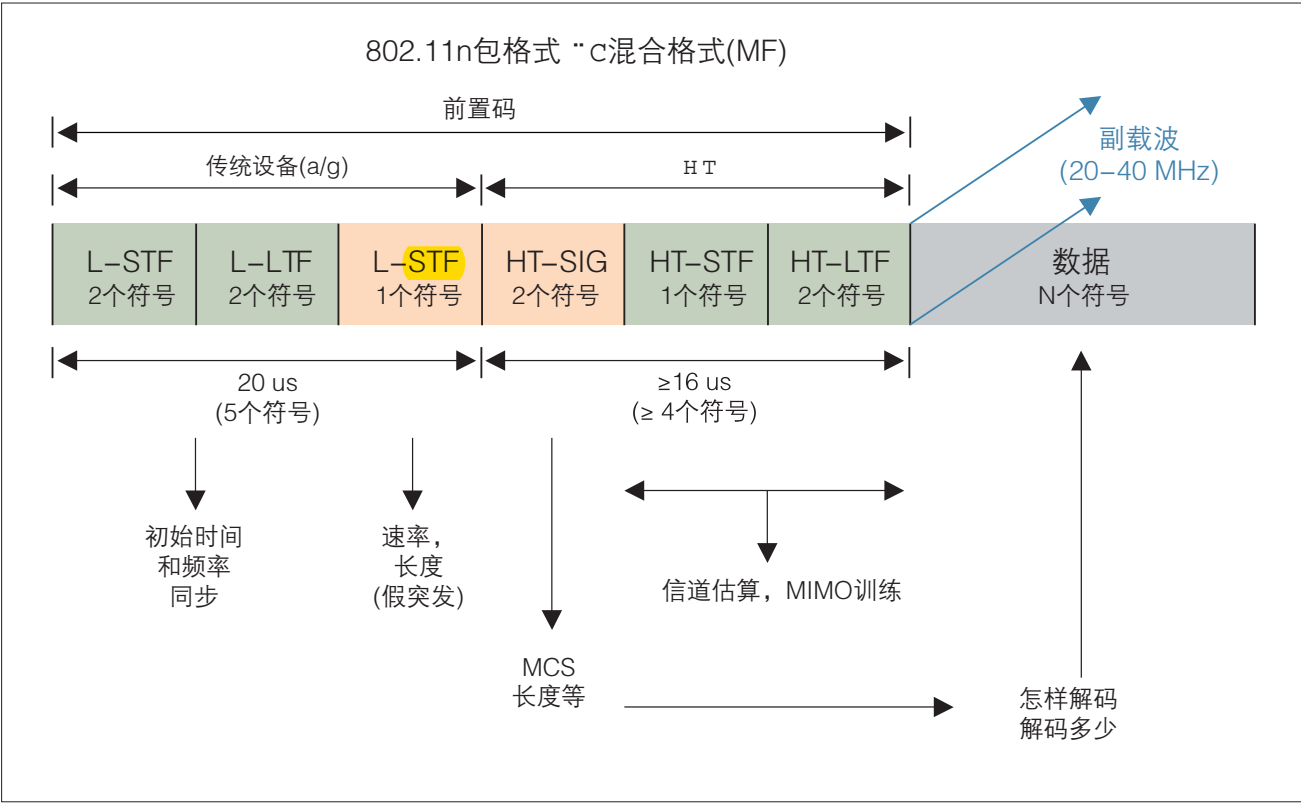 802.11n包格式 ¨c混合格式(MF)
前置码
副载波
(20–40 MHz)
传统设备(a/g)
HT
L–STF
2个符号
L–LTF
2个符号
L–STF
1个符号
HT–SIG
2个符号
HT–STF
1个符号
HT–LTF
2个符号
数据
N个符号
20 us
(5个符号)
≥16 us
(≥ 4个符号)
初始时间
和频率
同步
速率，
长度
(假突发)
信道估算，MIMO训练
MCS
长度等
怎样解码
解码多少